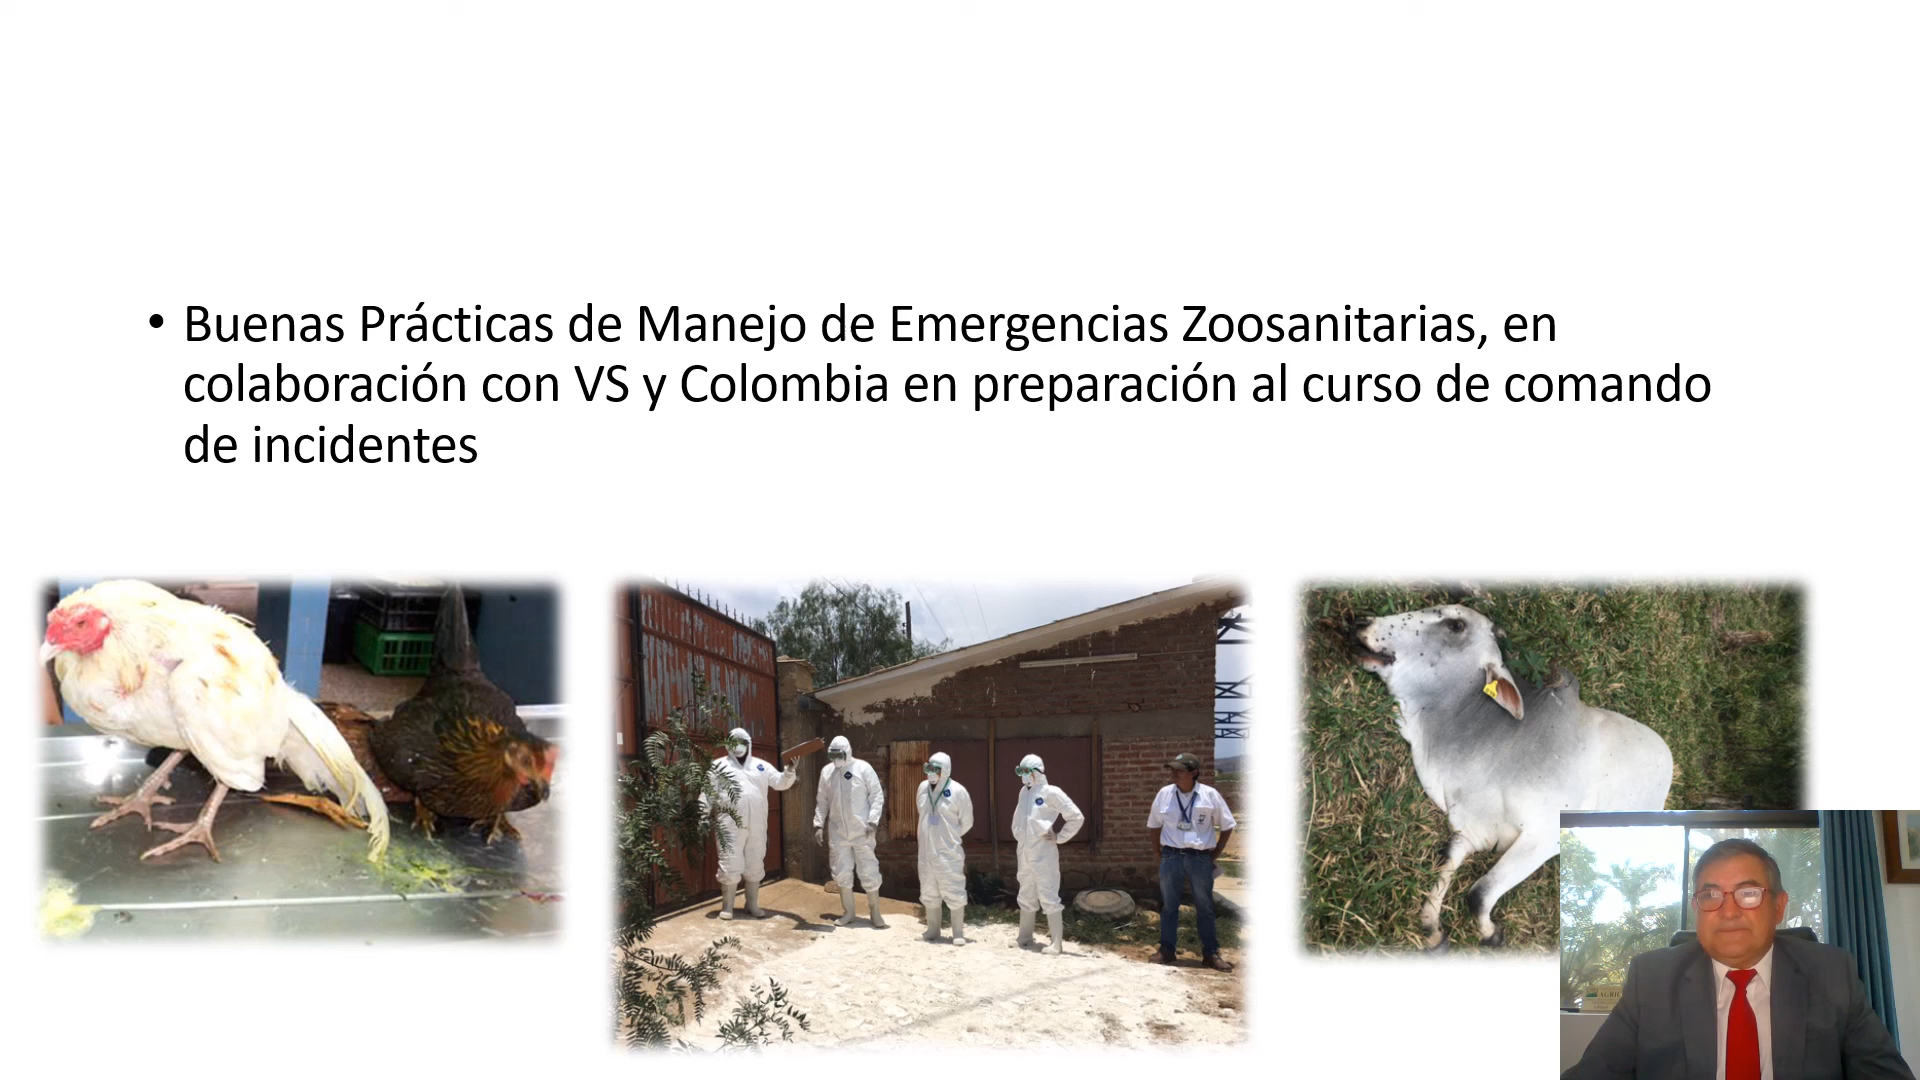 • Buenas Prácticas de Manejo de Emergencias Zoosanitarias, en
colaboración con VS y Colombia en preparación al curso de comando
de incidentes